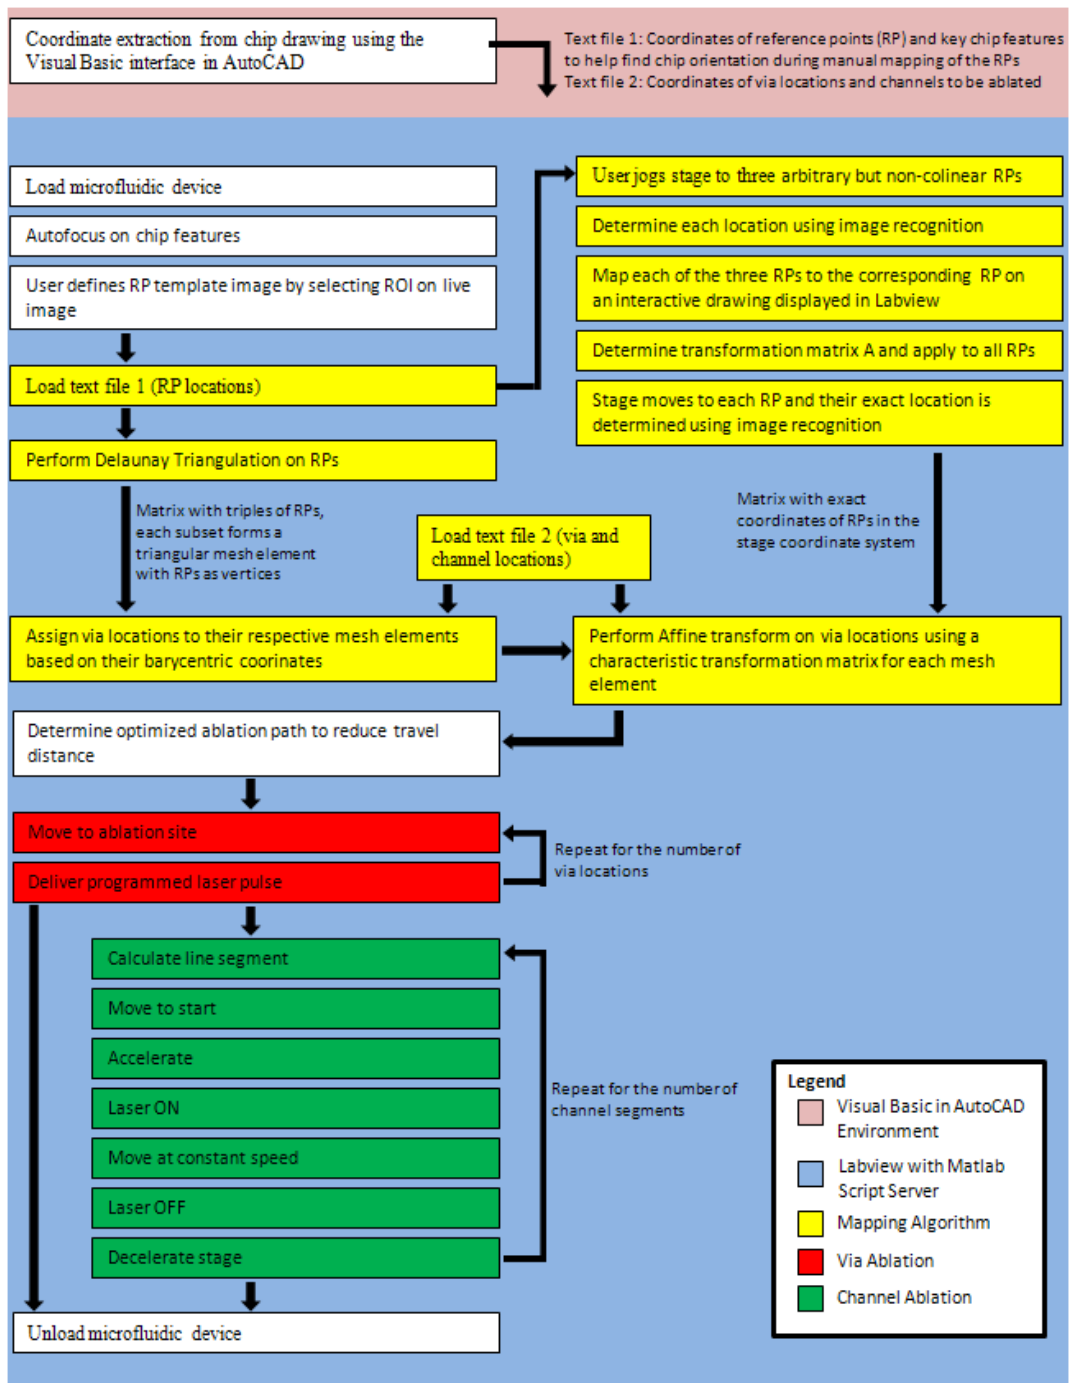 Coordinate extraction from chip drawing using the
Visual Basic interface in AutoCAD
Text file 1: Coordinates of reference points (RP) and key chip features
to help find chip orientation during manual mapping of the RPs
Text file 2: Coordinates of via locations and channels to be ablated
Load microfluidic device
Autofocus on chip features
User defines RP template image by selecting ROI on live
image
Load text file 1 (RP locations)
Perform Delaunay Triangulation on RPs
User jogs stage to three arbitrary but non-colinear RPs
Determine each location using image recognition
Map each of the three RPs to the corresponding RP on
an interactive drawing displayed in Labview
Determine transformation matrix A and apply to all RPs
Stage moves to each RP and their exact location is
determined using image recognition
Matrix with triples of RPs,
each subset forms a
triangular mesh element
with RPs as vertices
Load text file 2 (via and
channel locations)
Matrix with exact
coordinates of RPs in the
stage coordinate system
Assign via locations to their respective mesh elements
based on their barycentric coorinates
Perform Affine transform on via locations using a
characteristic transformation matrix for each mesh
element
Determine optimized ablation path to reduce travel
distance
Move to ablation site
Deliver programmed laser pulse
Repeat for the number of
via locations
Calculate line segment
Move to start
Accelerate
Laser ON
Move at constant speed
Laser OFF
Decelerate stage
Repeat for the number of
channel segments
Unload microfluidic device
Legend
Visual Basic in AutoCAD
Environment
Labview with Matlab
Script Server
Mapping Algorithm
Via Ablation
Channel Ablation